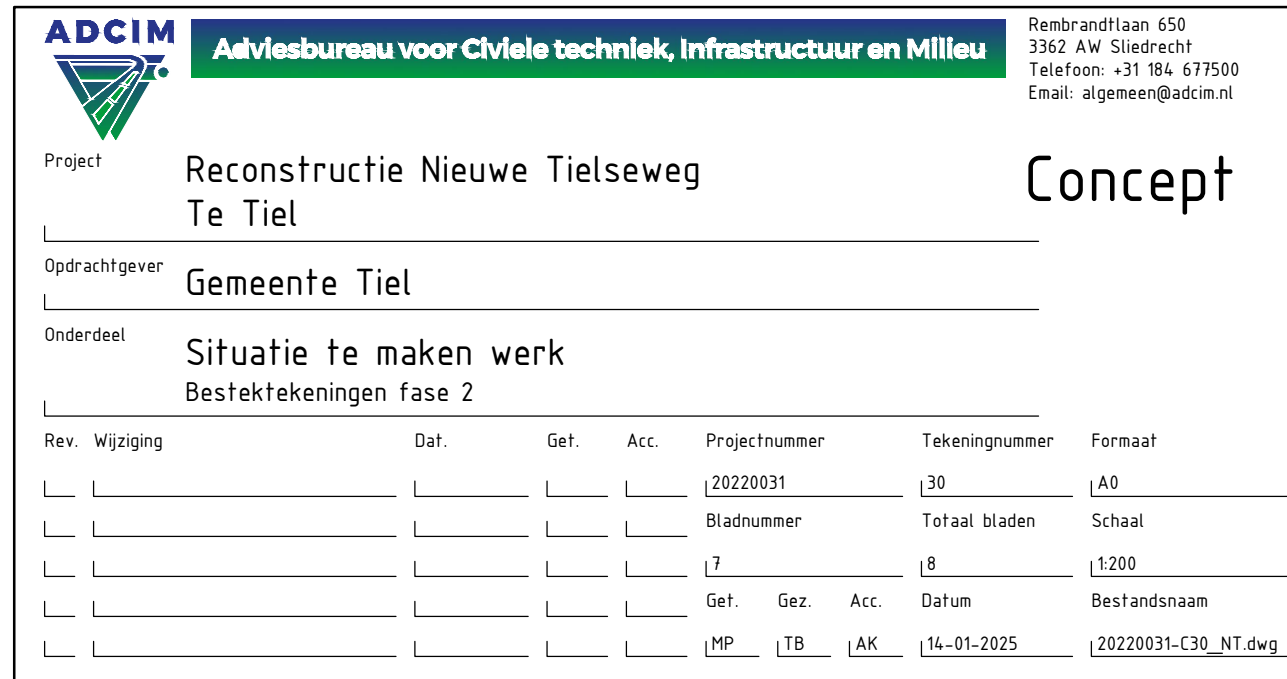 ADCIM
Adviesbureau voor Civiele techniek, Infrastructuur en Milieu
Rembrandtlaan 650
3362 AW Sliedrecht
Telefoon: +31 184 677500
Email: algemeen@adcim.nl
Project
Reconstructie Nieuwe Tielseweg
Te Tiel
Concept
Opdrachtgever
Gemeente Tiel
Onderdeel
Situatie te maken werk
Bestektekeningen fase 2
Rev. Wijziging Dat. Get. Acc. Projectnummer Tekeningnummer Formaat
20220031 30 A0
Bladnummer Totaal bladen Schaal
7 8 1:200
Get. Gez. Acc. Datum Bestandsnaam
MP TB AK 14-01-2025 20220031-C30_NT.dwg